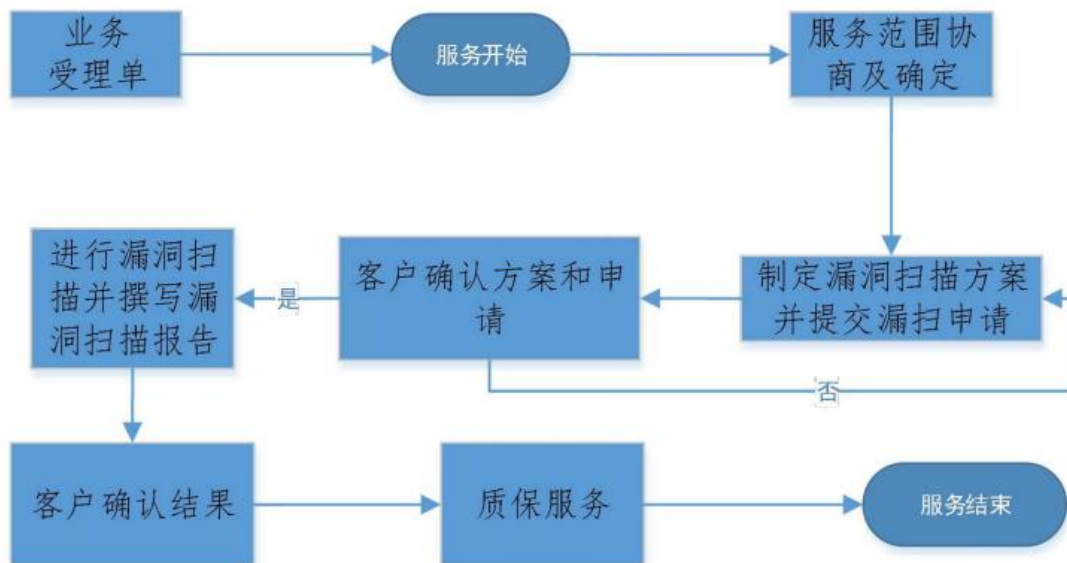 业务
受理单
服务开始
服务范围协
商及确定
进行漏洞扫
描并撰写漏
洞扫描报告
是
客户确认方案和申
请
制定漏洞扫描方案
并提交漏扫申请
否
客户确认结果
质保服务
服务结束